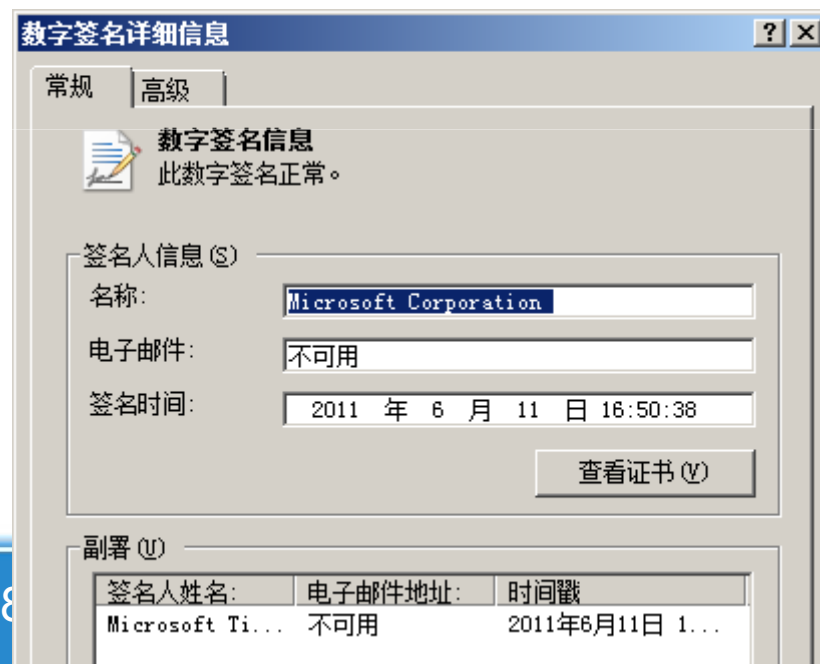 数字签名详细信息
常规 高级
数字签名信息
此数字签名正常。
签名人信息(S)
名称: Microsoft Corporation
电子邮件: 不可用
签名时间: 2011 年 6 月 11 日 16:50:38
查看证书(V)
副署(U)
签名人姓名: 电子邮件地址: 时间戳
Microsoft Ti... 不可用 2011年6月11日 1...
8